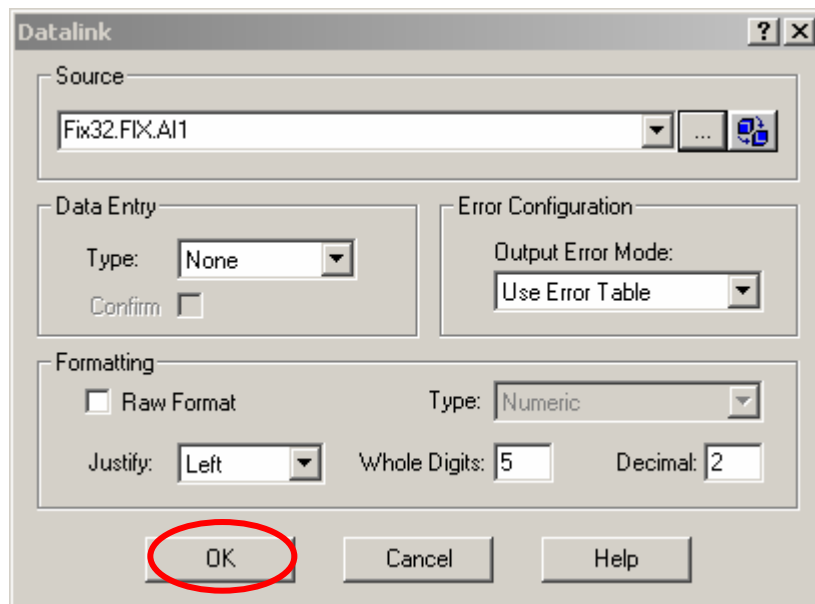 Datalink
Source
Fix32.FIX.AI1
...
Data Entry
Type: None
Confirm
Error Configuration
Output Error Mode:
Use Error Table
Formatting
Raw Format Type: Numeric
Justify: Left Whole Digits: 5 Decimal: 2
OK Cancel Help